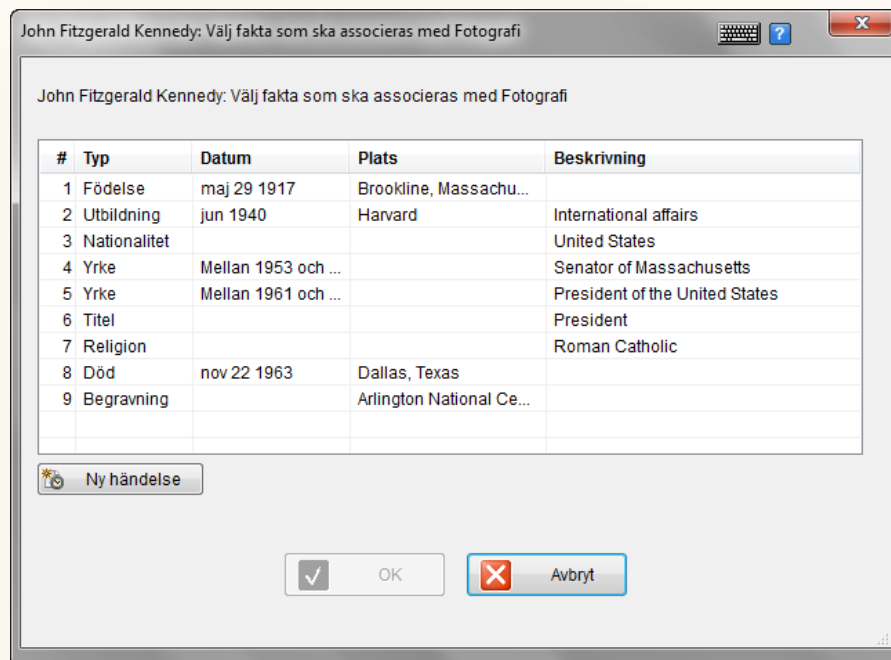 John Fitzgerald Kennedy: Välj fakta som ska associeras med Fotografi
?
X
John Fitzgerald Kennedy: Välj fakta som ska associeras med Fotografi
# Typ Datum Plats Beskrivning
1 Födelse maj 29 1917 Brookline, Massachu...
2 Utbildning jun 1940 Harvard International affairs
3 Nationalitet United States
4 Yrke Mellan 1953 och ... Senator of Massachusetts
5 Yrke Mellan 1961 och ... President of the United States
6 Titel President
7 Religion Roman Catholic
8 Död nov 22 1963 Dallas, Texas
9 Begravning Arlington National Ce...
Ny händelse
OK Avbryt